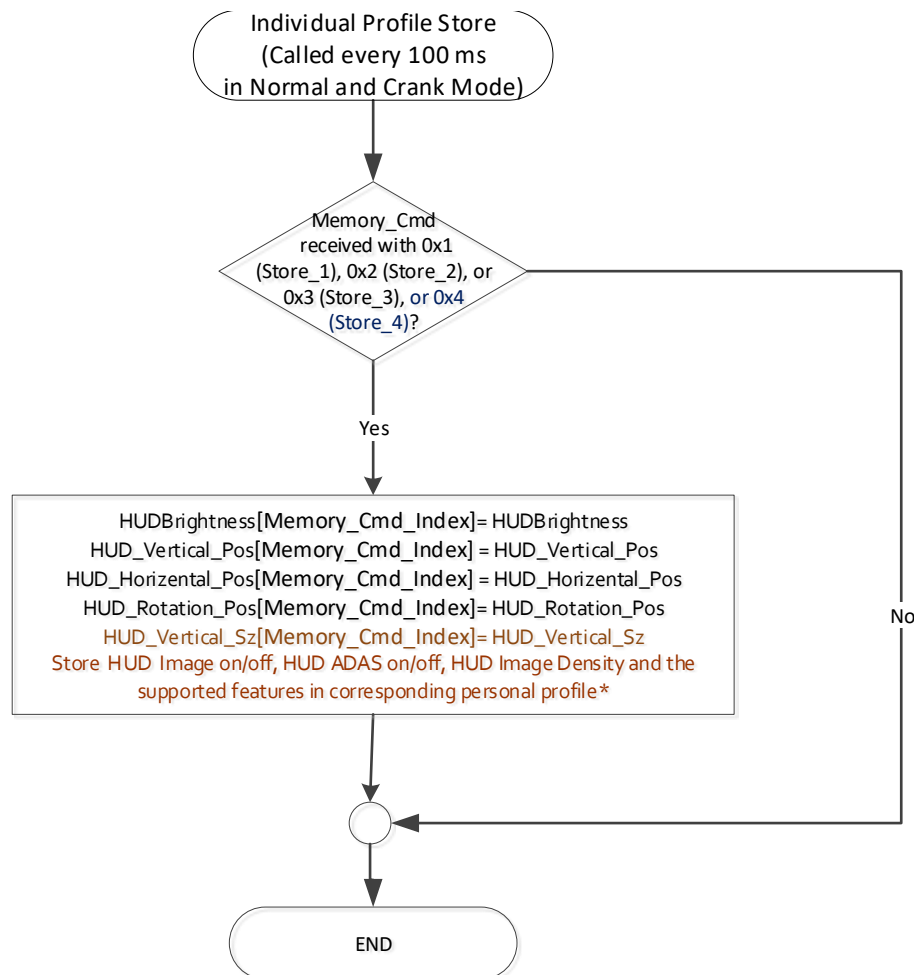 Individual Profile Store
(Called every 100 ms
in Normal and Crank Mode)
Memory_Cmd
received with 0x1
(Store_1), 0x2 (Store_2), or
0x3 (Store_3), or 0x4
(Store_4)?
Yes
HUDBrightness[Memory_Cmd_Index]= HUDBrightness
HUD_Vertical_Pos[Memory_Cmd_Index] = HUD_Vertical_Pos
HUD_Horizental_Pos[Memory_Cmd_Index] = HUD_Horizental_Pos
HUD_Rotation_Pos[Memory_Cmd_Index]= HUD_Rotation_Pos
HUD_Vertical_Sz[Memory_Cmd_Index]= HUD_Vertical_Sz
Store HUD Image on/off, HUD ADAS on/off, HUD Image Density and the
supported features in corresponding personal profile*
No
END